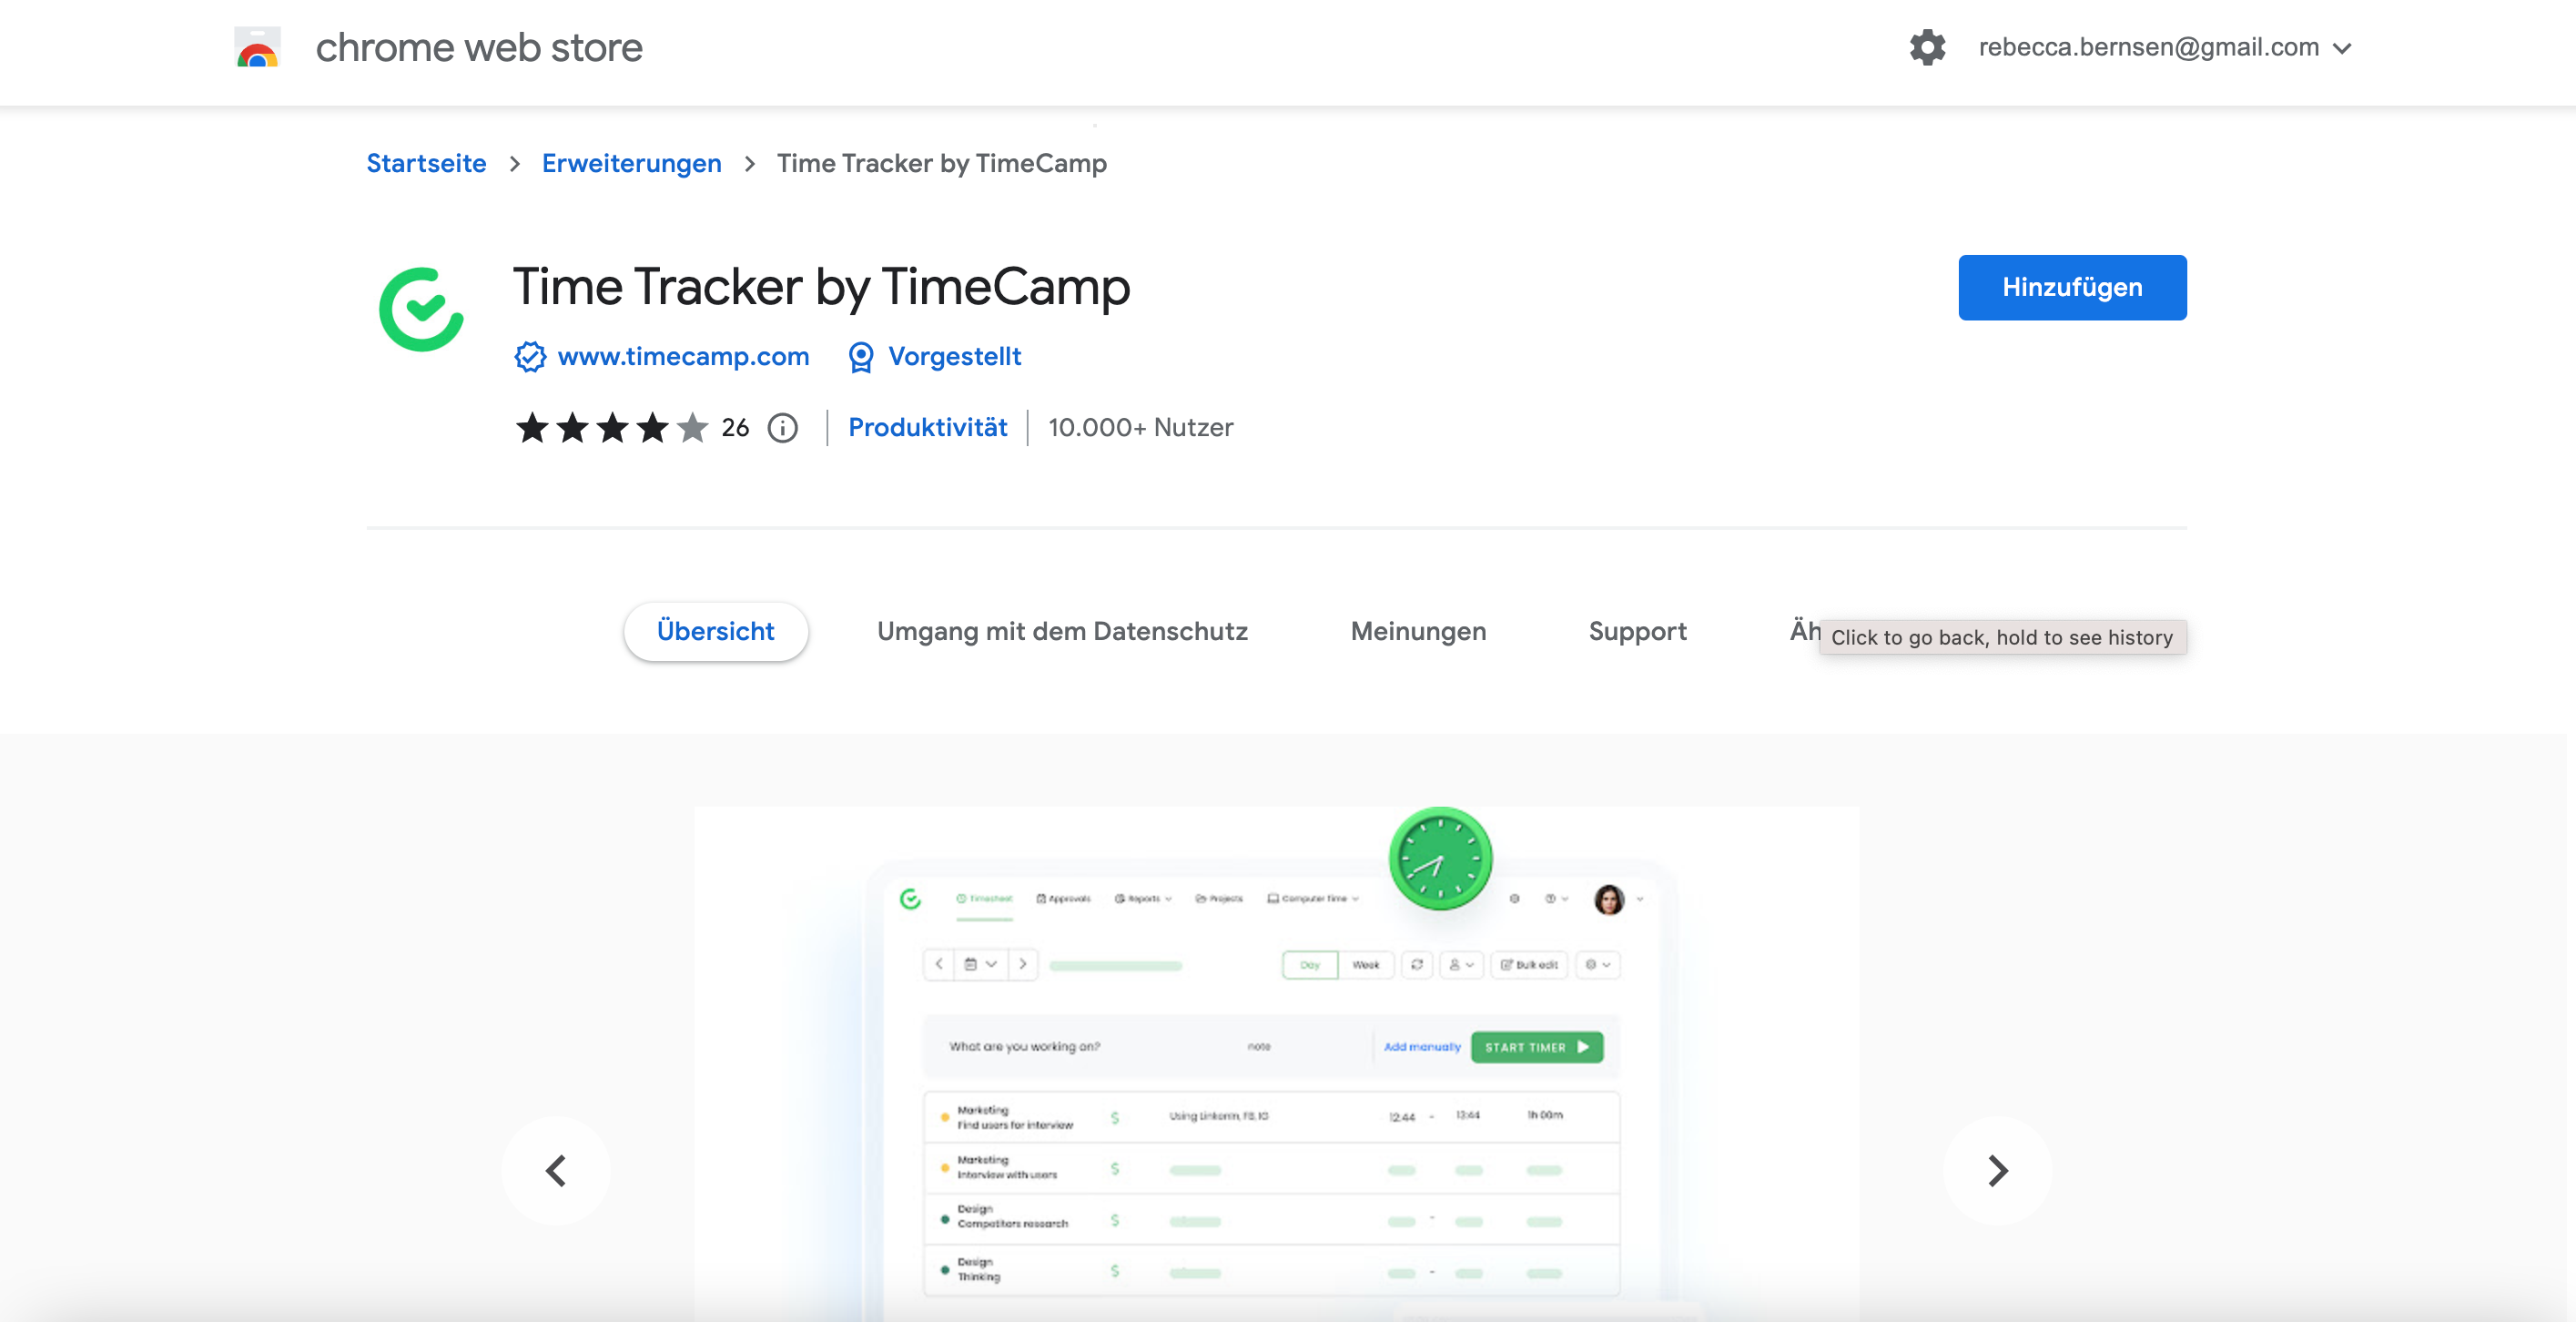 chrome web store
rebecca.bernsen@gmail.com
Startseite > Erweiterungen > Time Tracker by TimeCamp
Time Tracker by TimeCamp
Hinzufügen
www.timecamp.com Vorgestellt
26 Produktivität 10.000+ Nutzer
Übersicht Umgang mit dem Datenschutz Meinungen Support Äh
Click to go back, hold to see history
Timesheet Approvals Reports Projects Computer time
Day Week Bulk edit
What are you working on? note Add manually START TIMER
Marketing
Find users for interview $ Using LinkenIn, FB, IG 12:44 - 13:44 1h 00m
Marketing
Interview with users $
Design
Competitors research $ -
Design
Thinking $ -